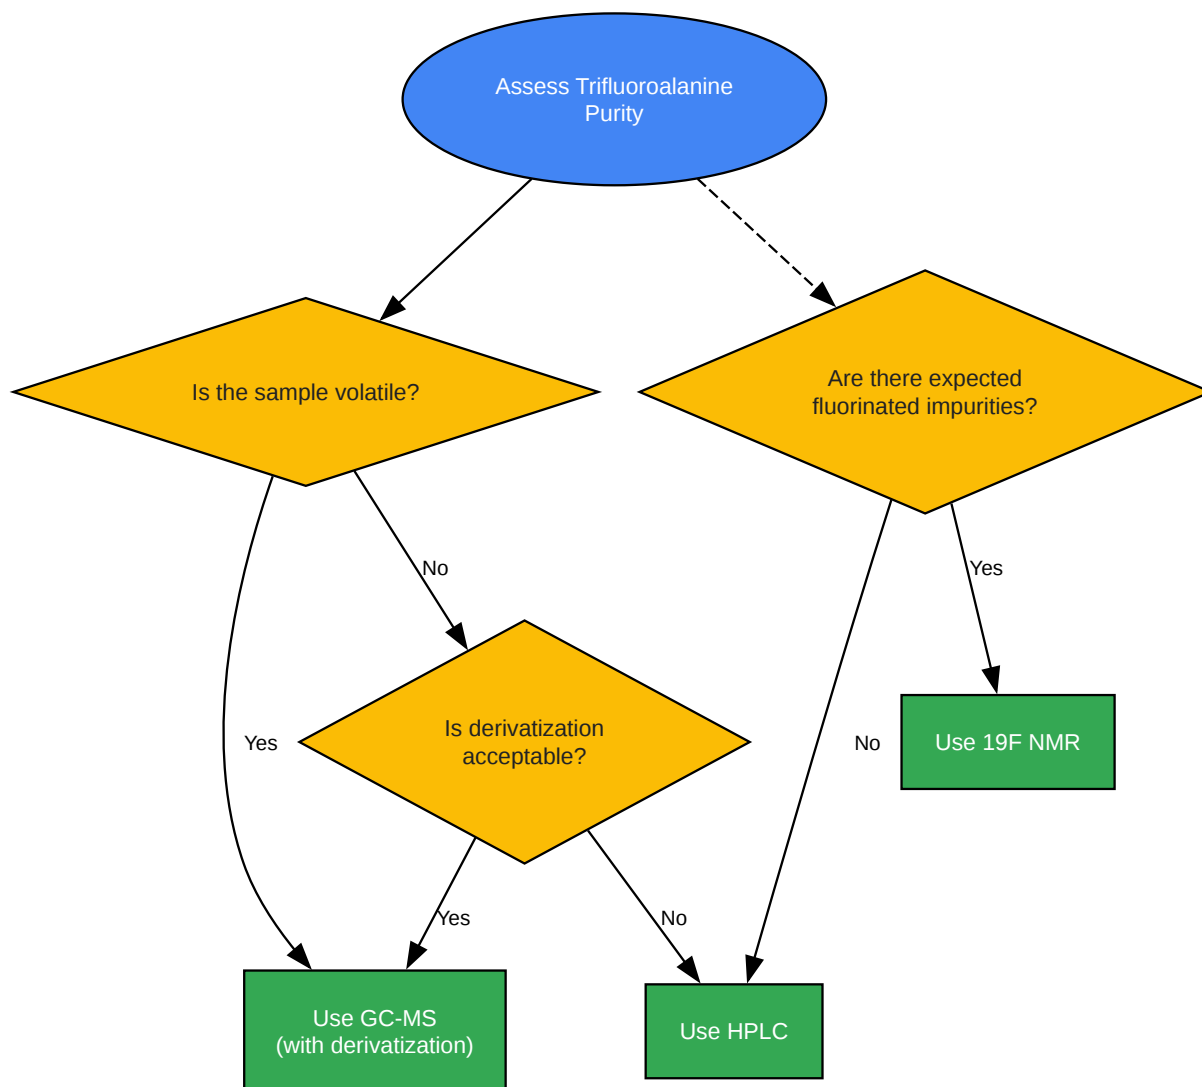 Assess Trifluoroalanine
Purity
Is the sample volatile?
Are there expected
fluorinated impurities?
No
Yes
Is derivatization
acceptable?
Yes
No
Use 19F NMR
Yes
No
Use GC-MS
(with derivatization)
Use HPLC